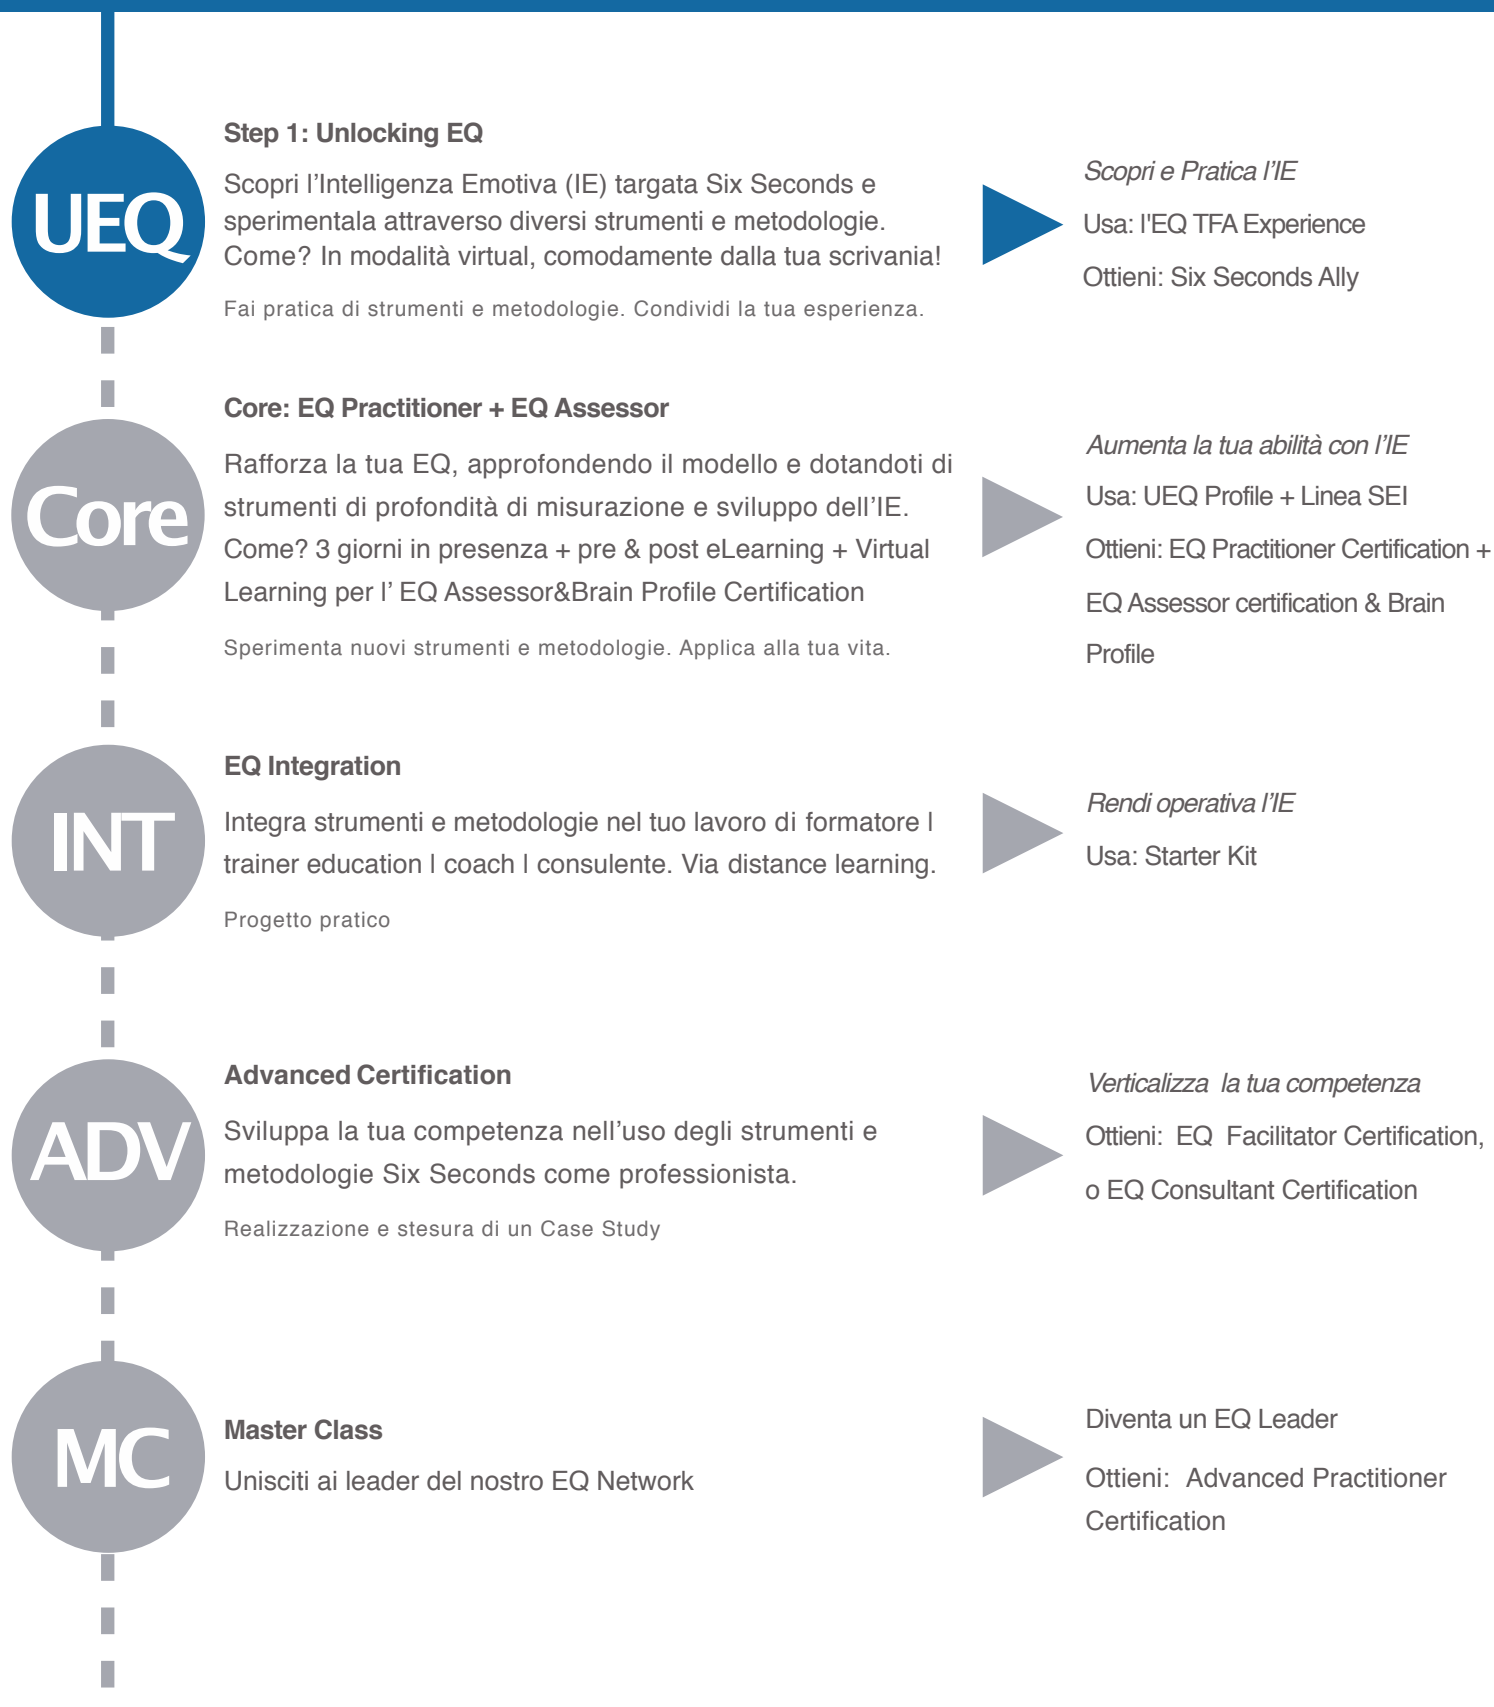 UEQ
Step 1: Unlocking EQ
Scopri l’Intelligenza Emotiva (IE) targata Six Seconds e
sperimentala attraverso diversi strumenti e metodologie.
Come? In modalità virtual, comodamente dalla tua scrivania!
Fai pratica di strumenti e metodologie. Condividi la tua esperienza.
Scopri e Pratica l’IE
Usa: l'EQ TFA Experience
Ottieni: Six Seconds Ally
Core
Core: EQ Practitioner + EQ Assessor
Rafforza la tua EQ, approfondendo il modello e dotandoti di
strumenti di profondità di misurazione e sviluppo dell’IE.
Come? 3 giorni in presenza + pre & post eLearning + Virtual
Learning per l’ EQ Assessor&Brain Profile Certification
Sperimenta nuovi strumenti e metodologie. Applica alla tua vita.
Aumenta la tua abilità con l’IE
Usa: UEQ Profile + Linea SEI
Ottieni: EQ Practitioner Certification +
EQ Assessor certification & Brain
Profile
INT
EQ Integration
Integra strumenti e metodologie nel tuo lavoro di formatore l
trainer education l coach l consulente. Via distance learning.
Progetto pratico
Rendi operativa l’IE
Usa: Starter Kit
ADV
Advanced Certification
Sviluppa la tua competenza nell’uso degli strumenti e
metodologie Six Seconds come professionista.
Realizzazione e stesura di un Case Study
Verticalizza la tua competenza
Ottieni: EQ Facilitator Certification,
o EQ Consultant Certification
MC
Master Class
Unisciti ai leader del nostro EQ Network
Diventa un EQ Leader
Ottieni: Advanced Practitioner
Certification